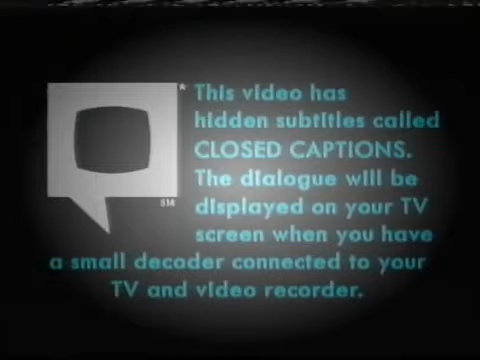 * This video has
hidden subtitles called
CLOSED CAPTIONS.
The dialogue will be
SM displayed on your TV
screen when you have
a small decoder connected to your
TV and video recorder.